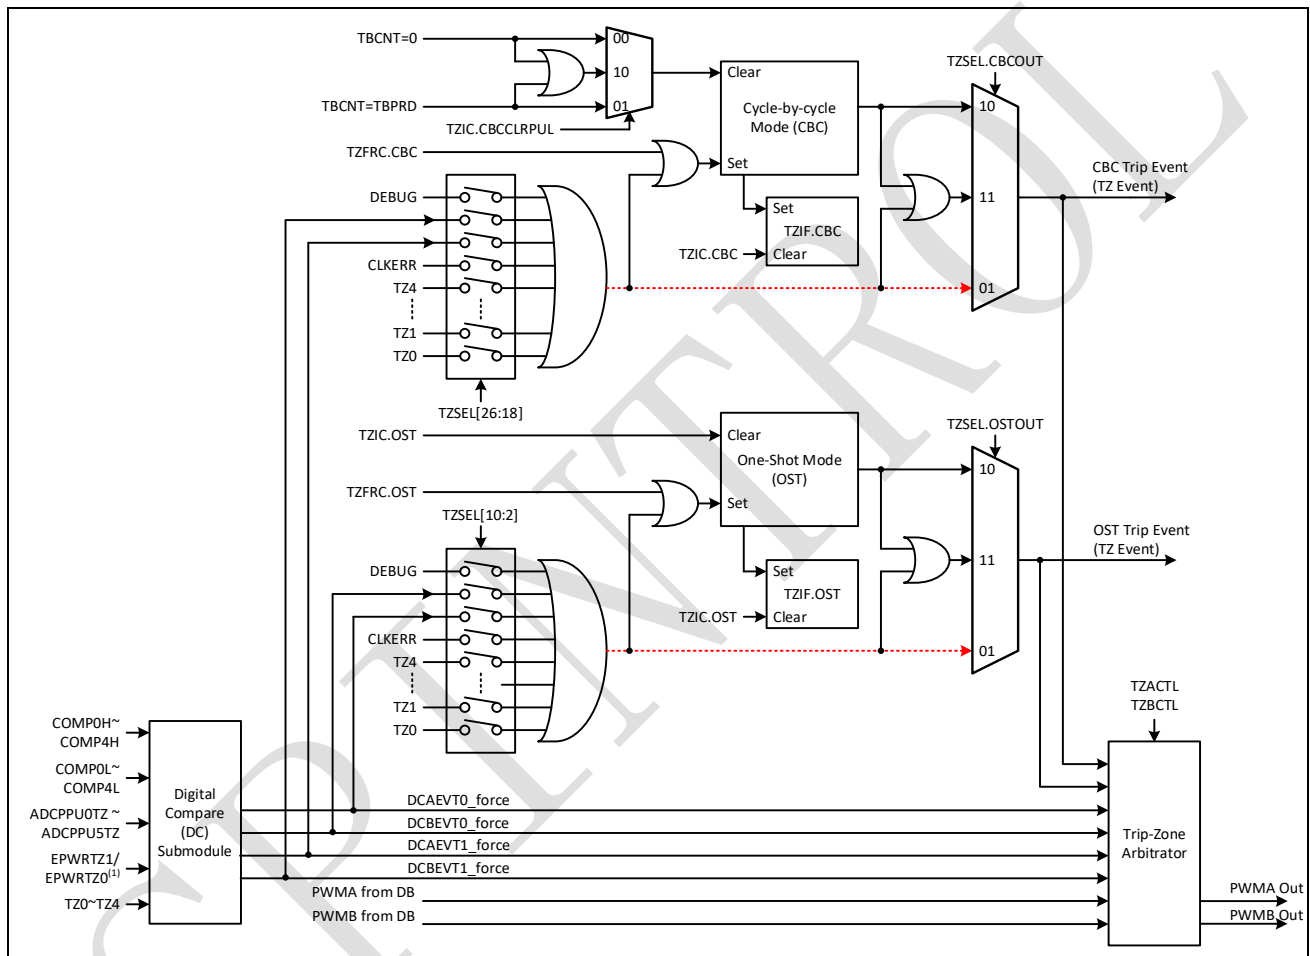 TBCNT=0
00
10
TBCNT=TBPRD
01
TZIC.CBCCLRPUL
Clear
Cycle-by-cycle
Mode (CBC)
Set
TZFRC.CBC
TZSEL.CBCOUT
10
11
01
CBC Trip Event
(TZ Event)
Set
TZIF.CBC
TZIC.CBC
Clear
DEBUG
CLKERR
TZ4
TZ1
TZ0
TZSEL[26:18]
TZIC.OST
Clear
One-Shot Mode
(OST)
Set
TZFRC.OST
TZSEL.OSTOUT
10
11
01
OST Trip Event
(TZ Event)
TZSEL[10:2]
Set
TZIF.OST
TZIC.OST
Clear
DEBUG
CLKERR
TZ4
TZ1
TZ0
COMP0H~
COMP4H
COMP0L~
COMP4L
ADCPPU0TZ ~
ADCPPU5TZ
EPWRTZ1/
EPWRTZ0(1)
TZ0~TZ4
Digital
Compare
(DC)
Submodule
DCAEVT0_force
DCBEVT0_force
DCAEVT1_force
DCBEVT1_force
PWMA from DB
PWMB from DB
TZACTL
TZBCTL
Trip-Zone
Arbitrator
PWMA Out
PWMB Out
SPINTROL